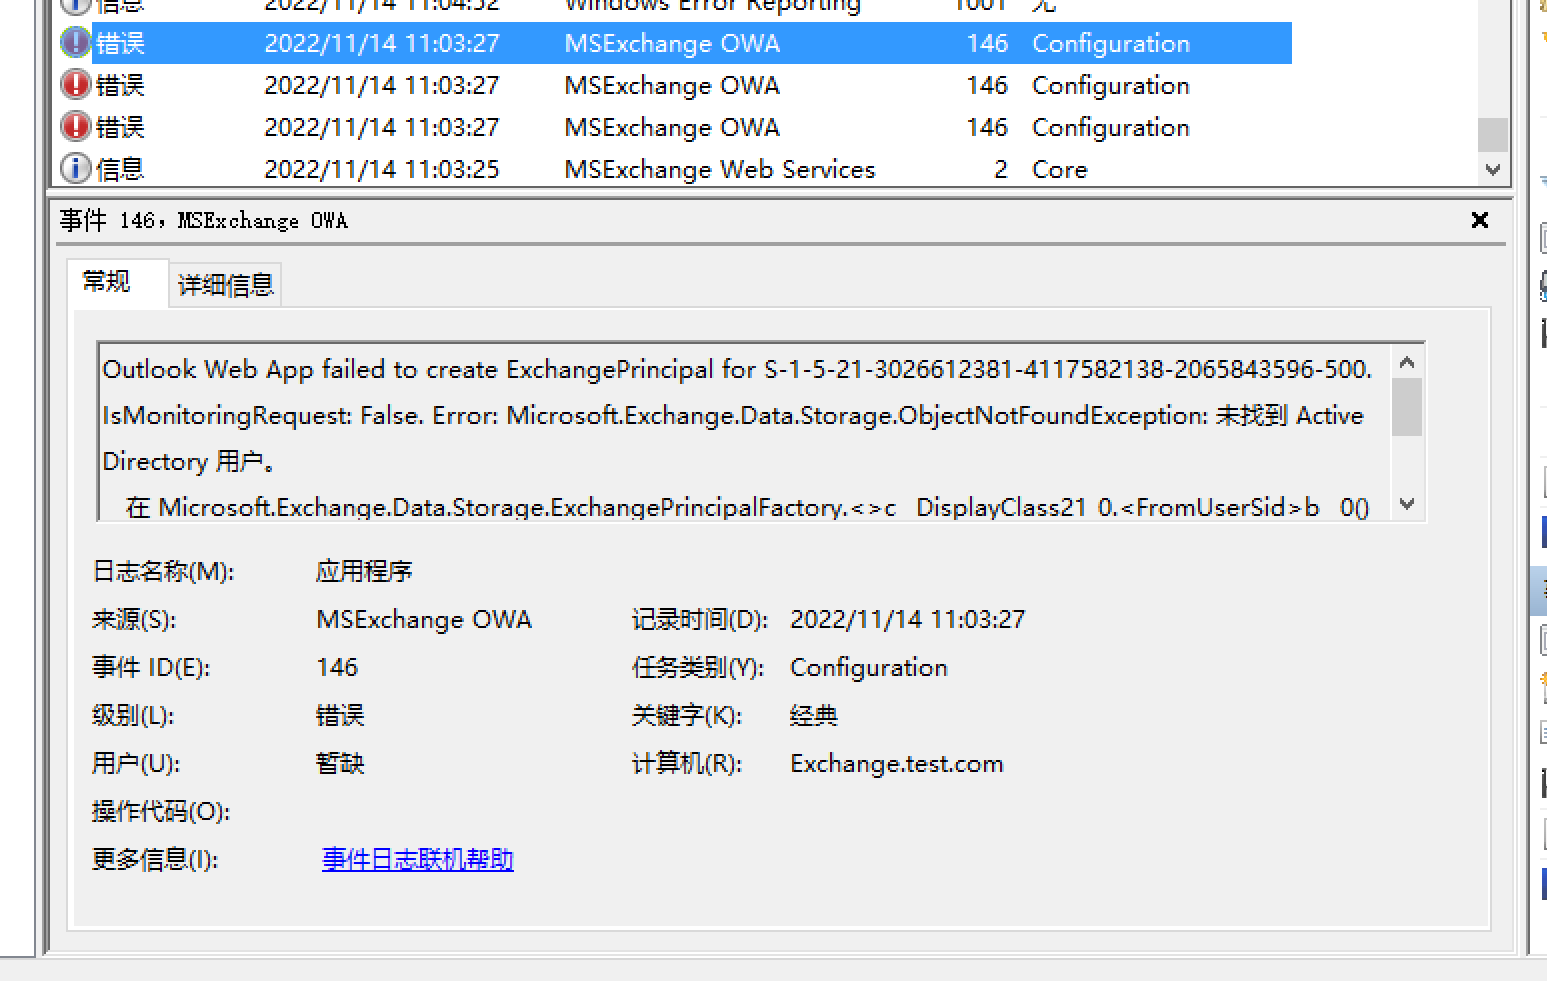 信息 2022/11/14 11:04:52 Windows Error Reporting 1001 无
错误 2022/11/14 11:03:27 MSExchange OWA 146 Configuration
错误 2022/11/14 11:03:27 MSExchange OWA 146 Configuration
错误 2022/11/14 11:03:27 MSExchange OWA 146 Configuration
信息 2022/11/14 11:03:25 MSExchange Web Services 2 Core
事件 146，MSExchange OWA
常规 详细信息
Outlook Web App failed to create ExchangePrincipal for S-1-5-21-3026612381-4117582138-2065843596-500.
IsMonitoringRequest: False. Error: Microsoft.Exchange.Data.Storage.ObjectNotFoundException: 未找到 Active
Directory 用户。
在 Microsoft.Exchange.Data.Storage.ExchangePrincipalFactory.<>c__DisplayClass21_0.<FromUserSid>b__0()
日志名称(M): 应用程序
来源(S): MSExchange OWA 记录时间(D): 2022/11/14 11:03:27
事件 ID(E): 146 任务类别(Y): Configuration
级别(L): 错误 关键字(K): 经典
用户(U): 暂缺 计算机(R): Exchange.test.com
操作代码(O):
更多信息(I): 事件日志联机帮助